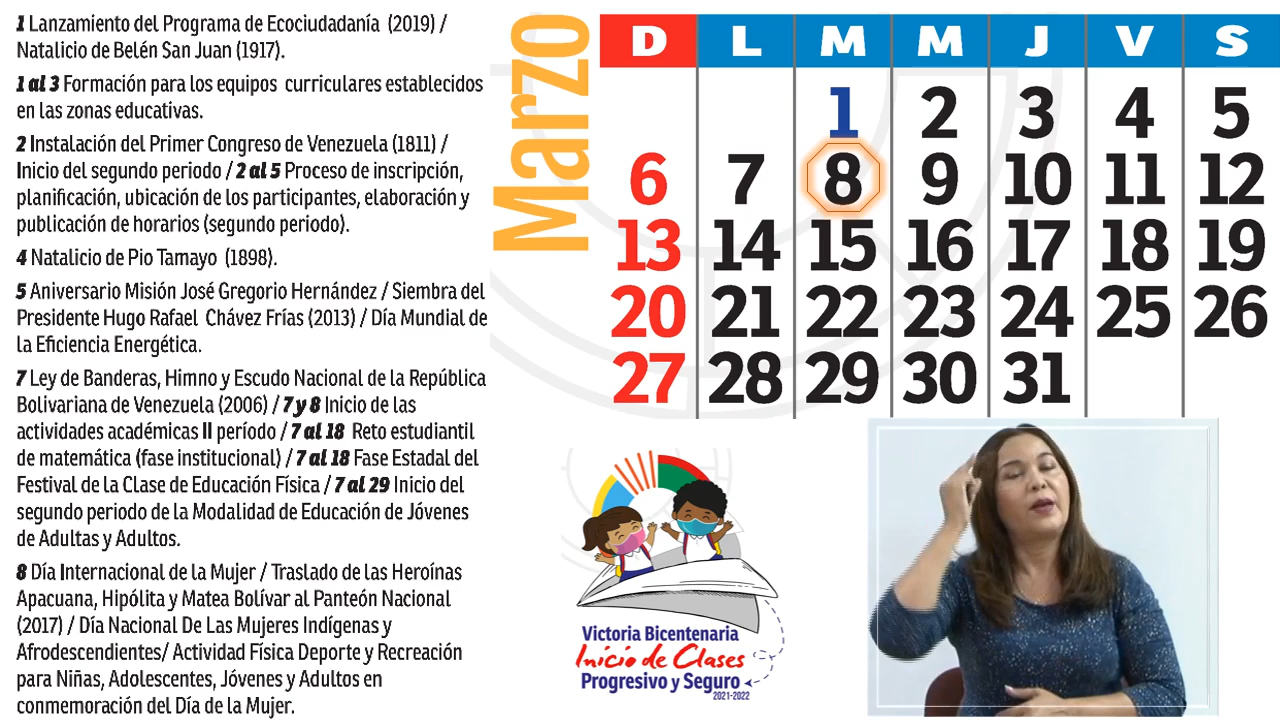 1 Lanzamiento del Programa de Ecociudadanía (2019) /
Natalicio de Belén San Juan (1917).
1 al 3 Formación para los equipos curriculares establecidos
en las zonas educativas.
2 Instalación del Primer Congreso de Venezuela (1811) /
Inicio del segundo periodo / 2 al 5 Proceso de inscripción,
planificación, ubicación de los participantes, elaboración y
publicación de horarios (segundo periodo).
4 Natalicio de Pio Tamayo (1898).
5 Aniversario Misión José Gregorio Hernández / Siembra del
Presidente Hugo Rafael Chávez Frías (2013) / Día Mundial de
la Eficiencia Energética.
7 Ley de Banderas, Himno y Escudo Nacional de la República
Bolivariana de Venezuela (2006) / 7 y 8 Inicio de las
actividades académicas II período / 7 al 18 Reto estudiantil
de matemática (fase institucional) / 7 al 18 Fase Estadal del
Festival de la Clase de Educación Física / 7 al 29 Inicio del
segundo periodo de la Modalidad de Educación de Jóvenes
de Adultas y Adultos.
8 Día Internacional de la Mujer / Traslado de las Heroínas
Apacuana, Hipólita y Matea Bolívar al Panteón Nacional
(2017) / Día Nacional De Las Mujeres Indígenas y
Afrodescendientes/ Actividad Física Deporte y Recreación
para Niñas, Adolescentes, Jóvenes y Adultos en
conmemoración del Día de la Mujer.
Marzo
D L M M J V S
1 2 3 4 5
6 7 8 9 10 11 12
13 14 15 16 17 18 19
20 21 22 23 24 25 26
27 28 29 30 31
Victoria Bicentenaria
Inicio de Clases
Progresivo y Seguro
2021-2022